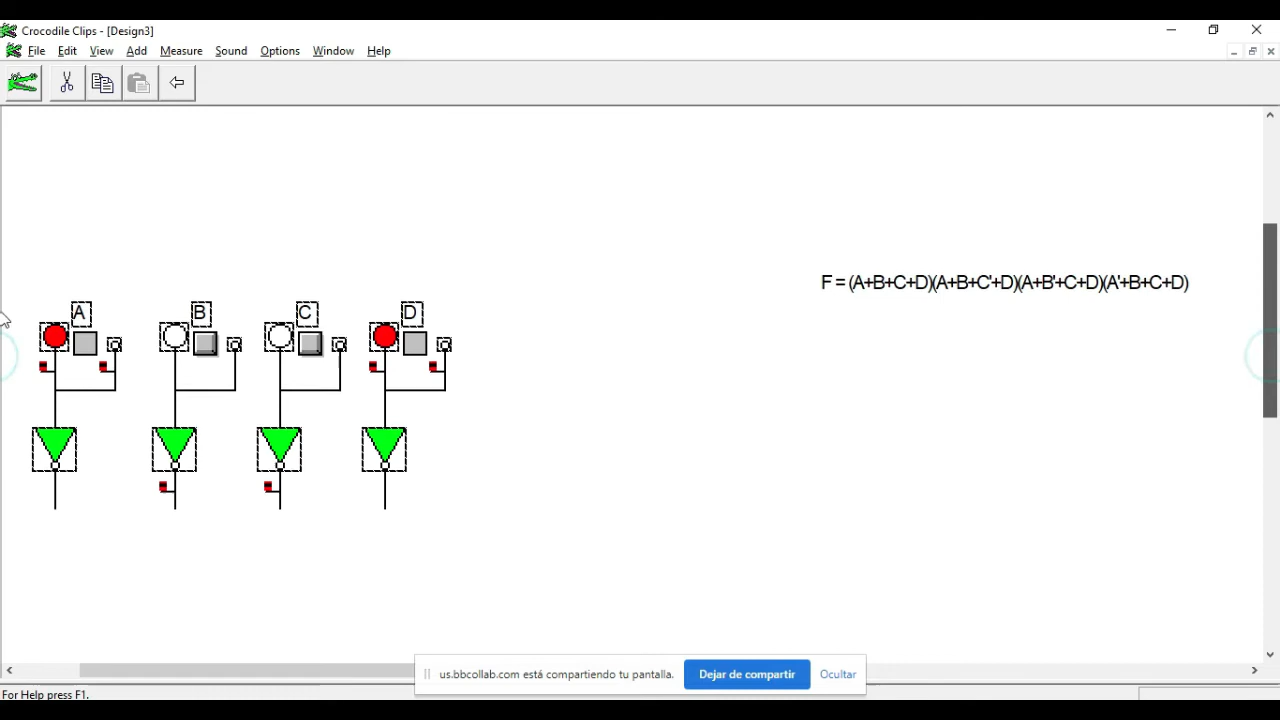 Crocodile Clips - [Design3]
File Edit View Add Measure Sound Options Window Help
F = (A+B+C+D)(A+B+C'+D)(A+B'+C+D)(A'+B+C+D)
A B C D
us.bbcollab.com está compartiendo tu pantalla. Dejar de compartir Ocultar
For Help press F1.